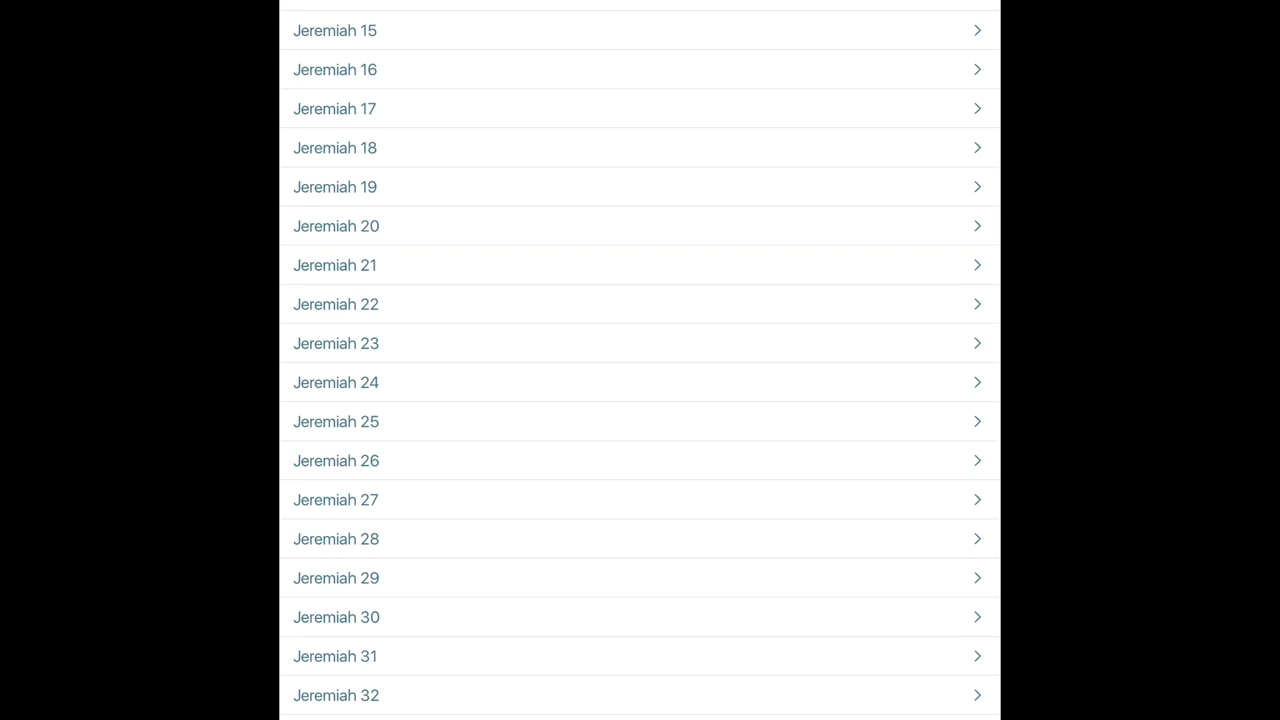 Jeremiah 15
Jeremiah 16
Jeremiah 17
Jeremiah 18
Jeremiah 19
Jeremiah 20
Jeremiah 21
Jeremiah 22
Jeremiah 23
Jeremiah 24
Jeremiah 25
Jeremiah 26
Jeremiah 27
Jeremiah 28
Jeremiah 29
Jeremiah 30
Jeremiah 31
Jeremiah 32